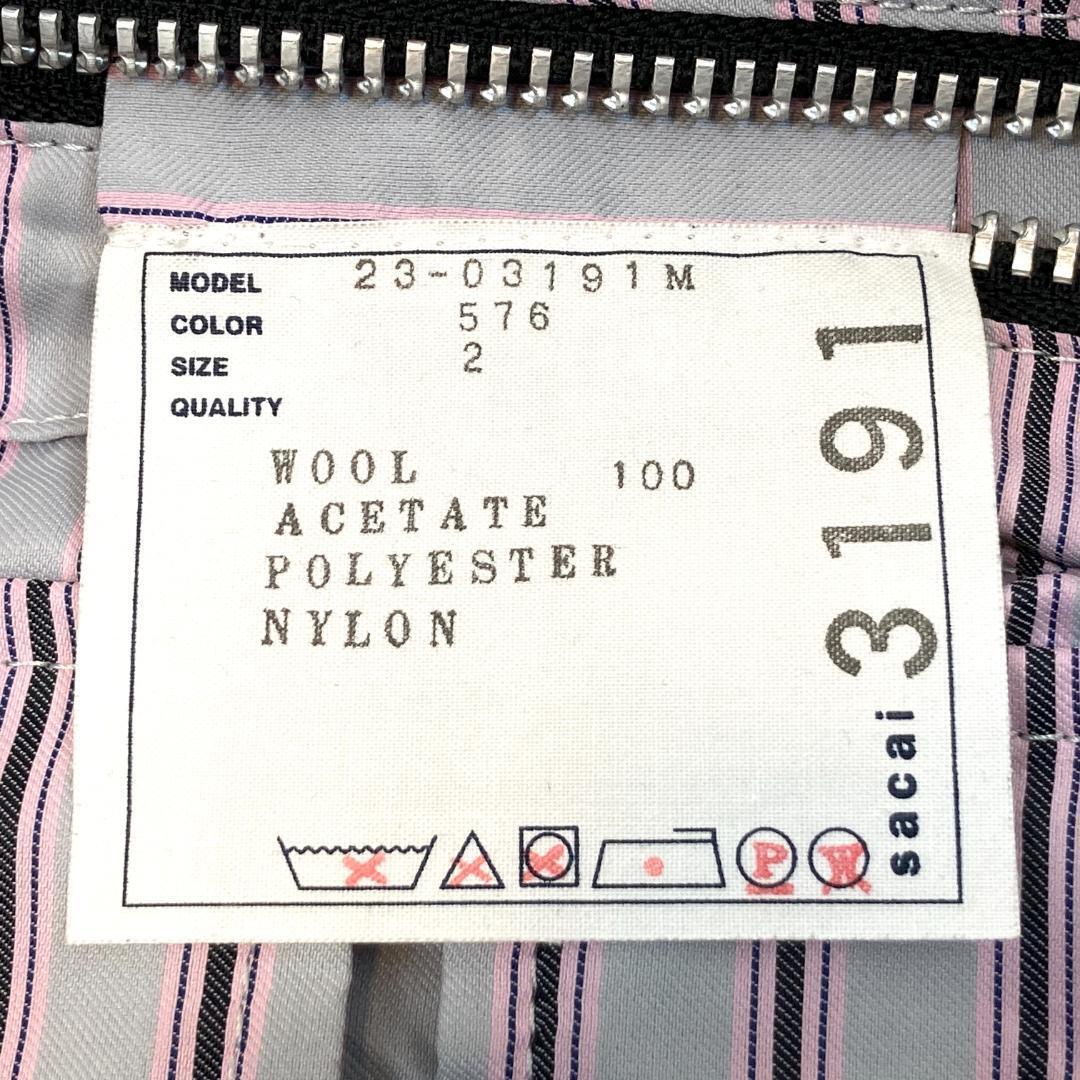 MODEL 23-03191M
COLOR 576
SIZE 2
QUALITY
WOOL 100
ACETATE
POLYESTER
NYLON
sacai 3191
P W